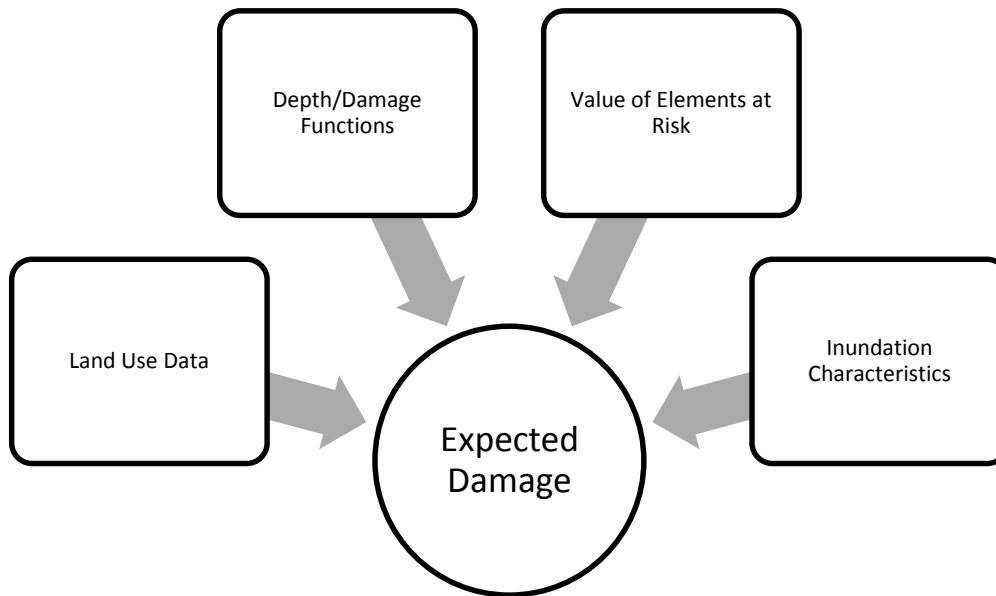 Depth/Damage
Functions
Value of Elements at
Risk
Land Use Data
Inundation
Characteristics
Expected
Damage